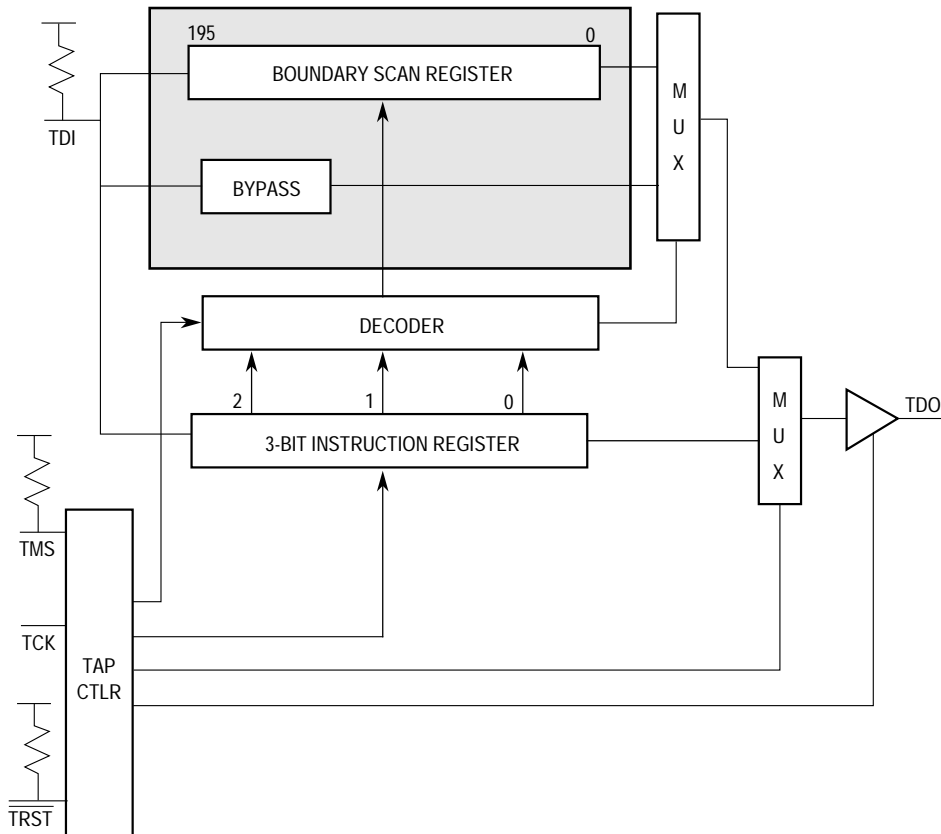 195 0
BOUNDARY SCAN REGISTER
M
U
X
TDI
BYPASS
DECODER
2 1 0
3-BIT INSTRUCTION REGISTER
M
U
X
TDO
TMS
TCK
TAP
CTLR
TRST